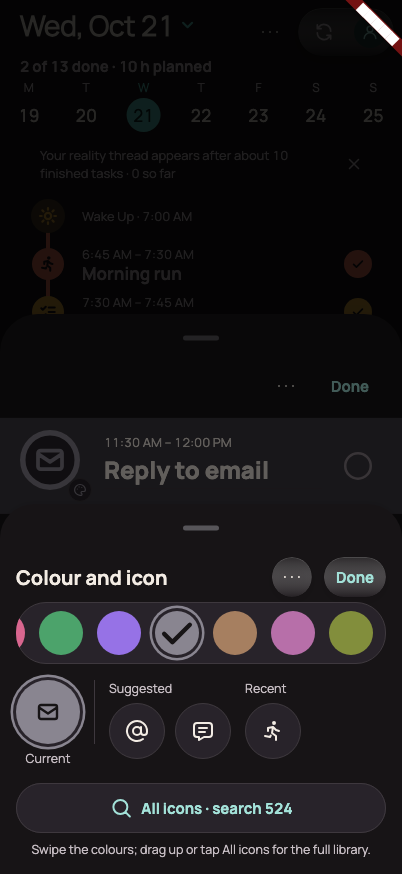 Wed, Oct 21
2 of 13 done · 10 h planned
M T W T F S S
19 20 21 22 23 24 25
Your reality thread appears after about 10
finished tasks · 0 so far
Wake Up · 7:00 AM
6:45 AM – 7:30 AM
Morning run
7:30 AM – 7:45 AM
Done
11:30 AM – 12:00 PM
Reply to email
Colour and icon
Done
Suggested
Recent
Current
All icons · search 524
Swipe the colours; drag up or tap All icons for the full library.